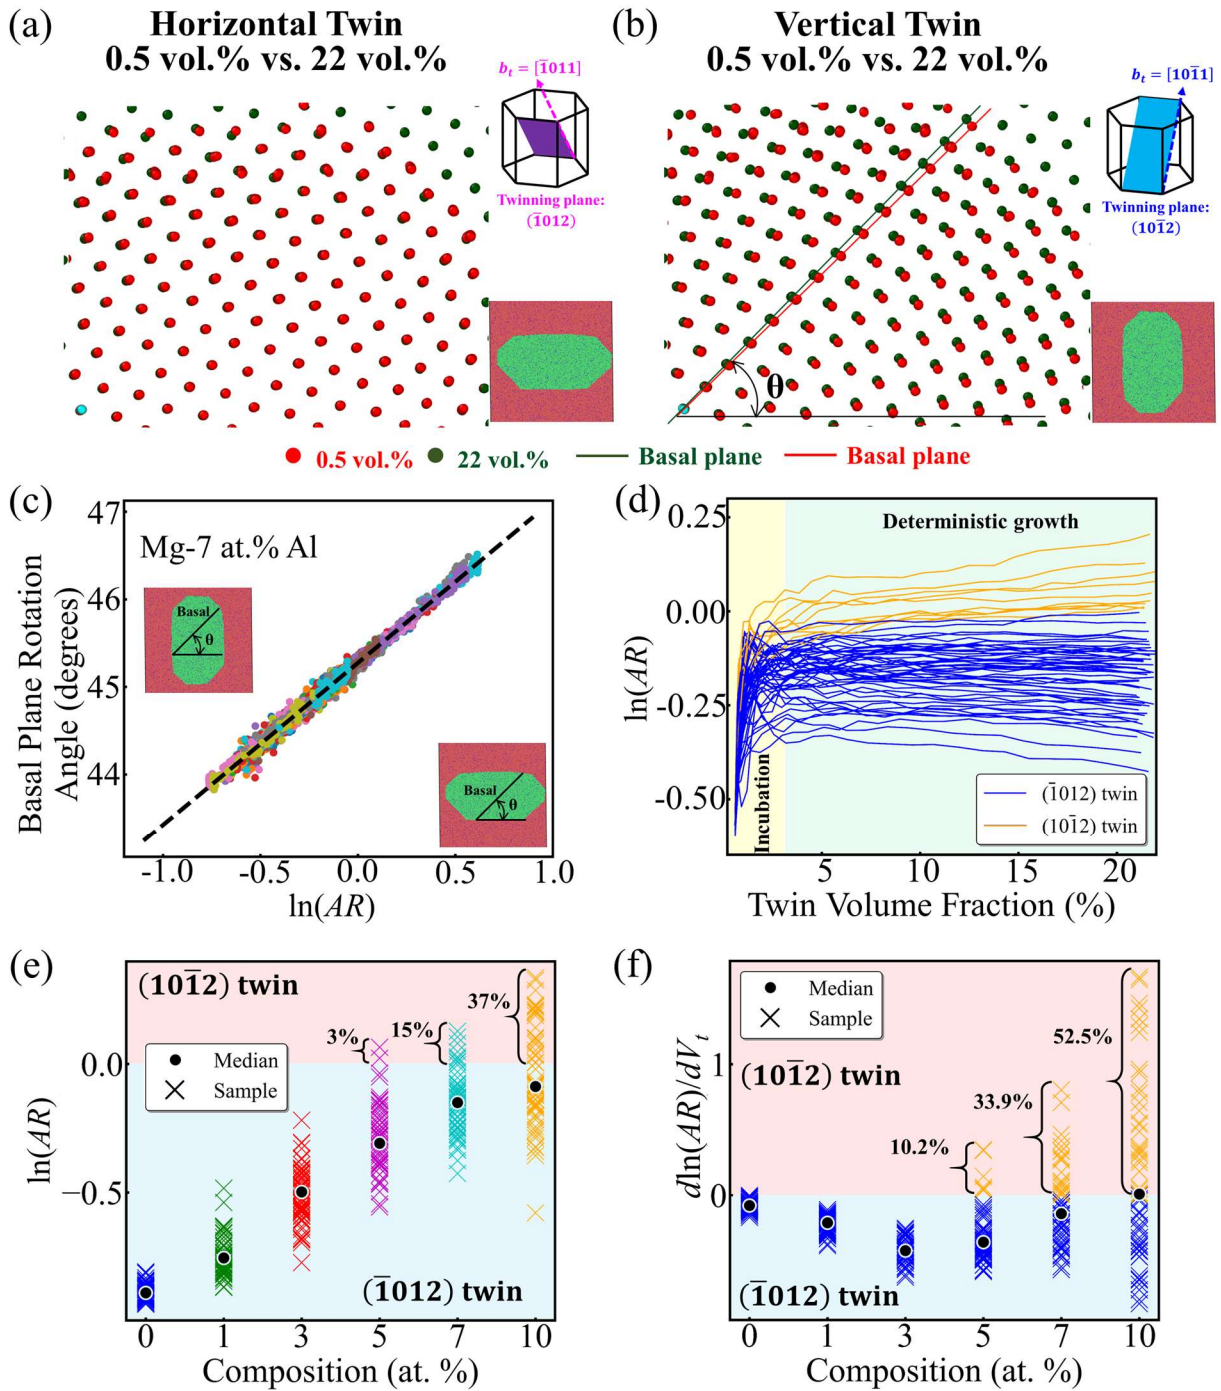 (a)
Horizontal Twin
0.5 vol.% vs. 22 vol.%
b_t = [1̅011]
Twinning plane:
(1̅012)
(b)
Vertical Twin
0.5 vol.% vs. 22 vol.%
b_t = [101̅1]
Twinning plane:
(101̅2)
θ
0.5 vol.%
22 vol.%
Basal plane
Basal plane
(c)
Mg-7 at.% Al
Basal
θ
Basal
θ
47
46
45
44
Basal Plane Rotation
Angle (degrees)
-1.0
-0.5
0.0
0.5
1.0
ln(AR)
(d)
Deterministic growth
Incubation
0.25
0.00
-0.25
-0.50
ln(AR)
(1̅012) twin
(101̅2) twin
5
10
15
20
Twin Volume Fraction (%)
(e)
(101̅2) twin
37%
15%
3%
Median
Sample
0.0
−0.5
ln(AR)
(1̅012) twin
0
1
3
5
7
10
Composition (at. %)
(f)
Median
Sample
52.5%
(101̅2) twin
33.9%
10.2%
1
0
dln(AR)/dV_t
(1̅012) twin
0
1
3
5
7
10
Composition (at. %)